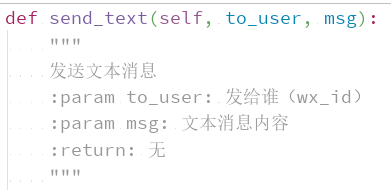 def send_text(self, to_user, msg):
"""
发送文本消息
:param to_user: 发给谁（wx_id）
:param msg: 文本消息内容
:return: 无
"""